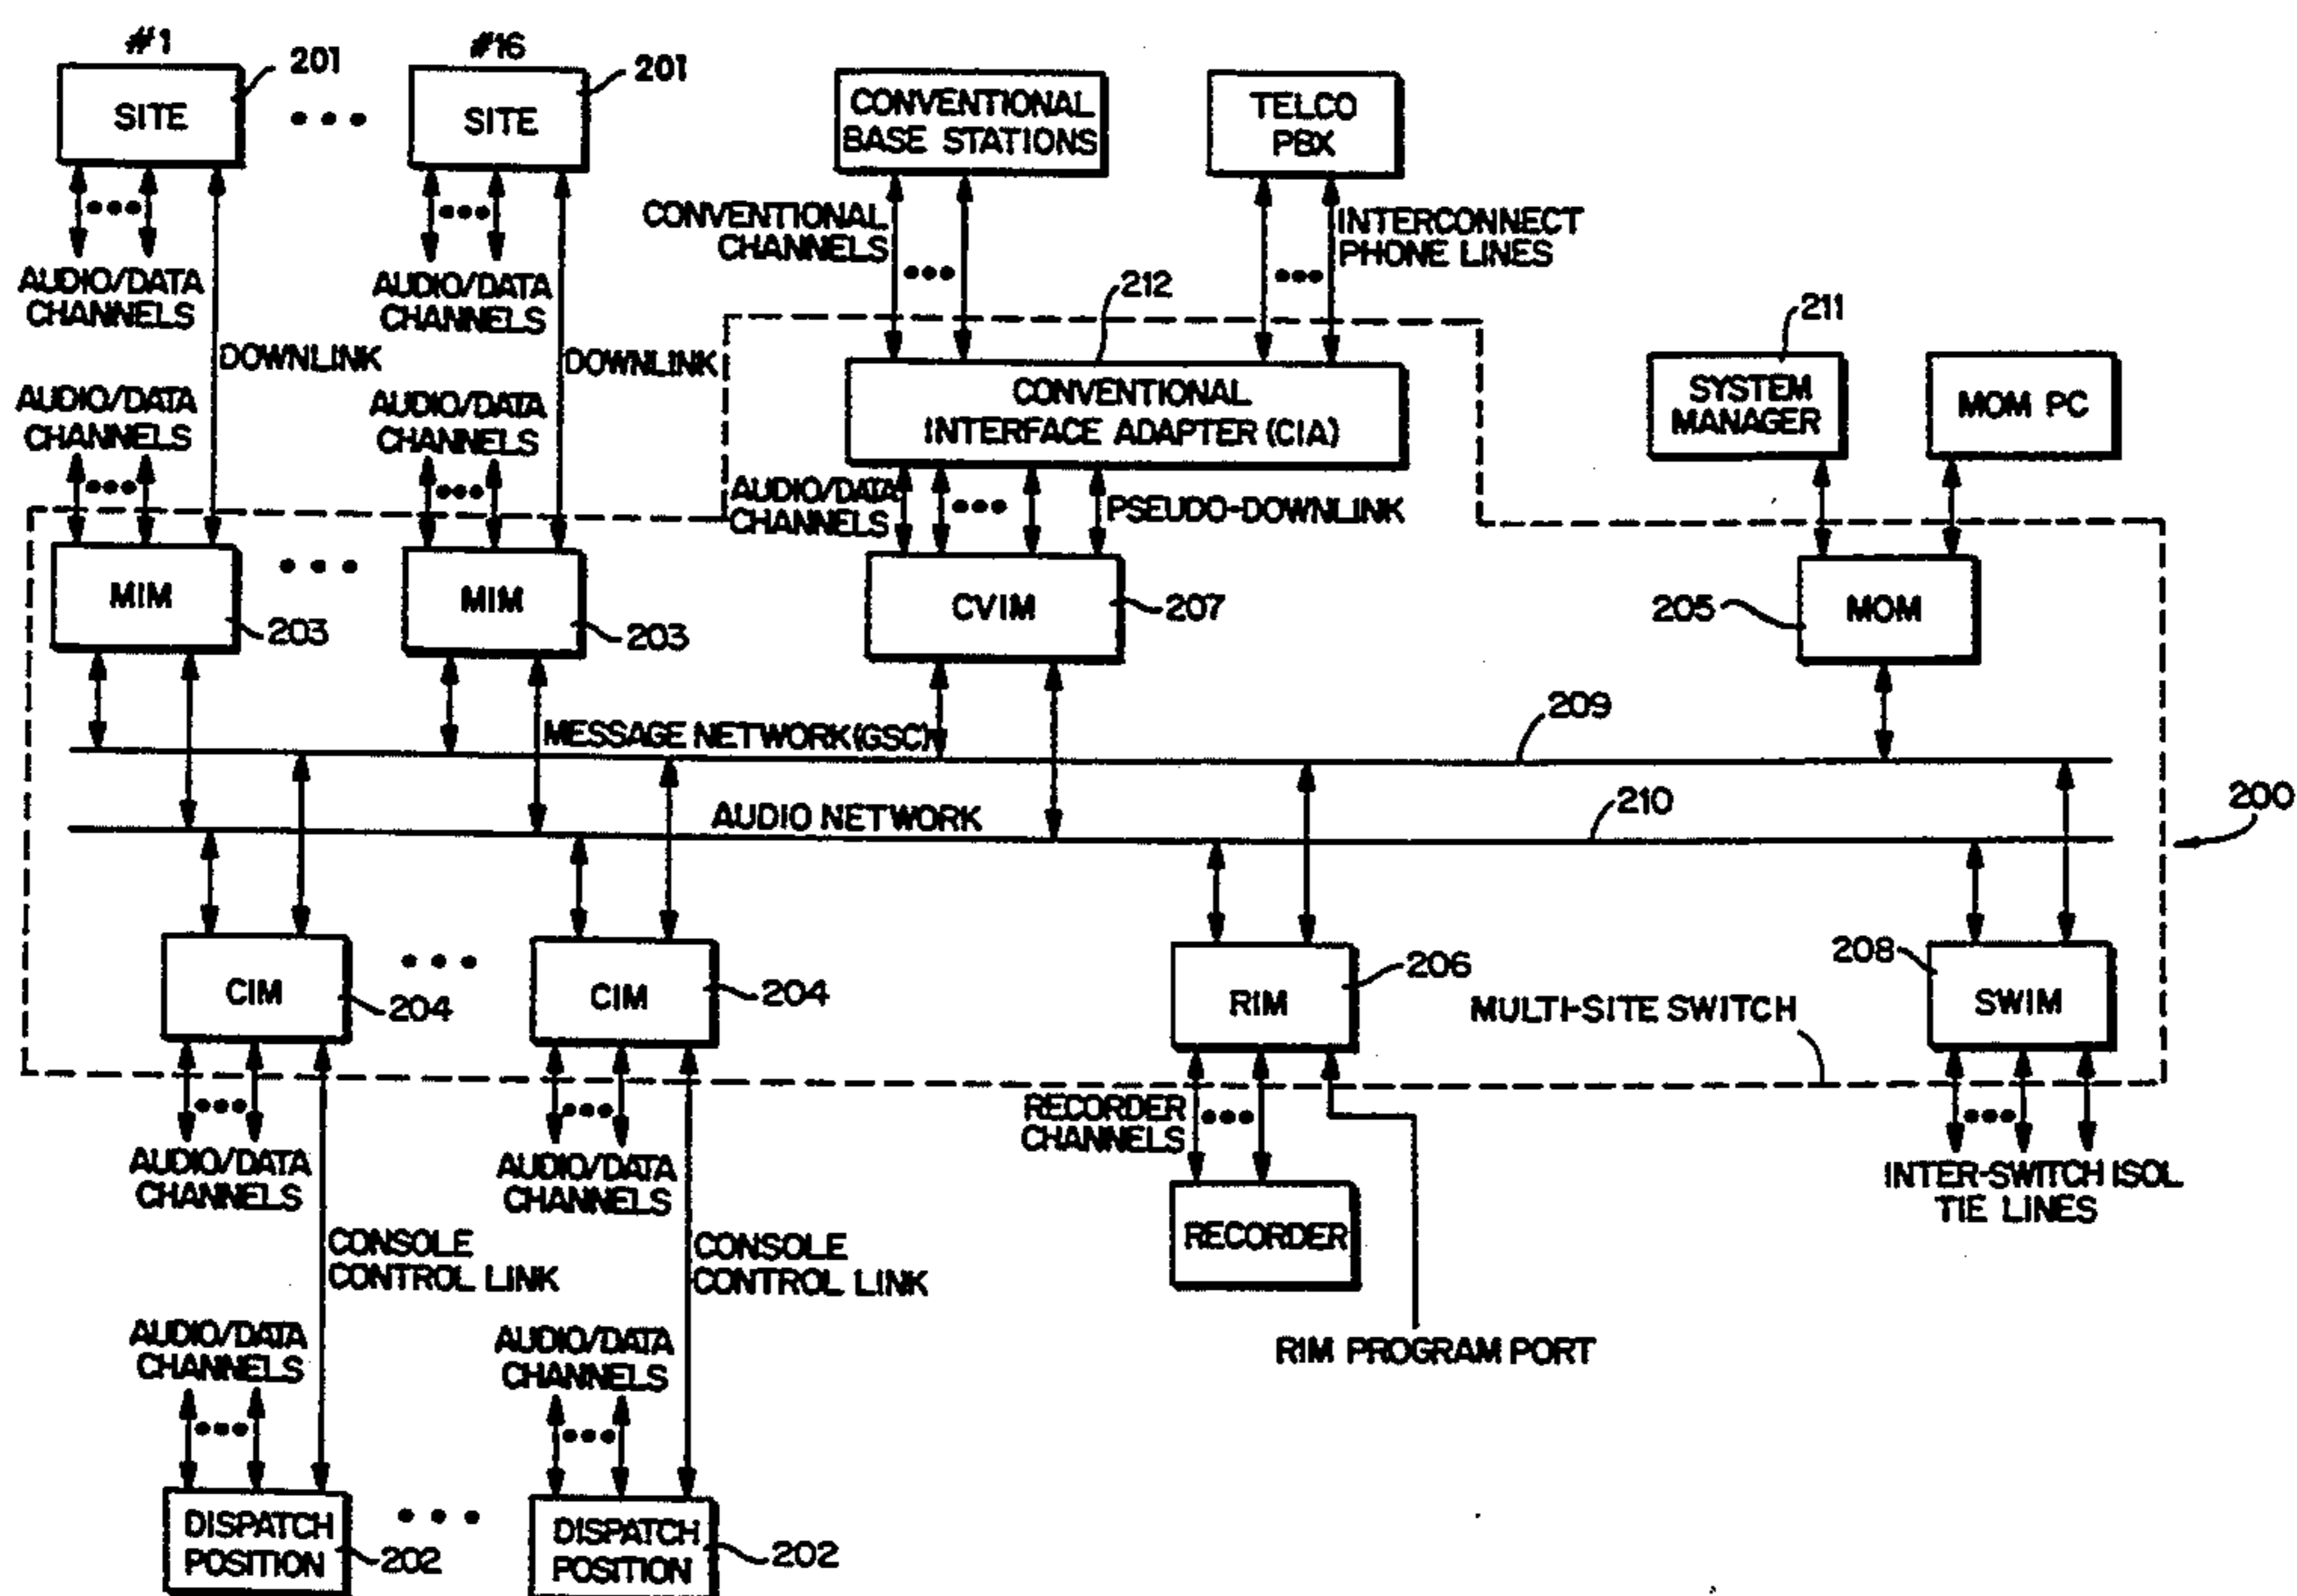 #1
#16
201
201
SITE
SITE
CONVENTIONAL
BASE STATIONS
TELCO
PBX
AUDIO/DATA
CHANNELS
AUDIO/DATA
CHANNELS
CONVENTIONAL
CHANNELS
INTERCONNECT
PHONE LINES
212
211
DOWNLINK
DOWNLINK
AUDIO/DATA
CHANNELS
AUDIO/DATA
CHANNELS
CONVENTIONAL
INTERFACE ADAPTER (CIA)
SYSTEM
MANAGER
MOM PC
AUDIO/DATA
CHANNELS
PSEUDO-DOWNLINK
MIM
203
MIM
203
CVIM
207
205
MOM
MESSAGE NETWORK (GSC)
209
AUDIO NETWORK
210
200
CIM
204
CIM
204
RIM
206
MULTI-SITE SWITCH
208
SWIM
AUDIO/DATA
CHANNELS
AUDIO/DATA
CHANNELS
RECORDER
CHANNELS
INTER-SWITCH ISOL
TIE LINES
CONSOLE
CONTROL LINK
CONSOLE
CONTROL LINK
RECORDER
RIM PROGRAM PORT
AUDIO/DATA
CHANNELS
AUDIO/DATA
CHANNELS
DISPATCH
POSITION
202
DISPATCH
POSITION
202